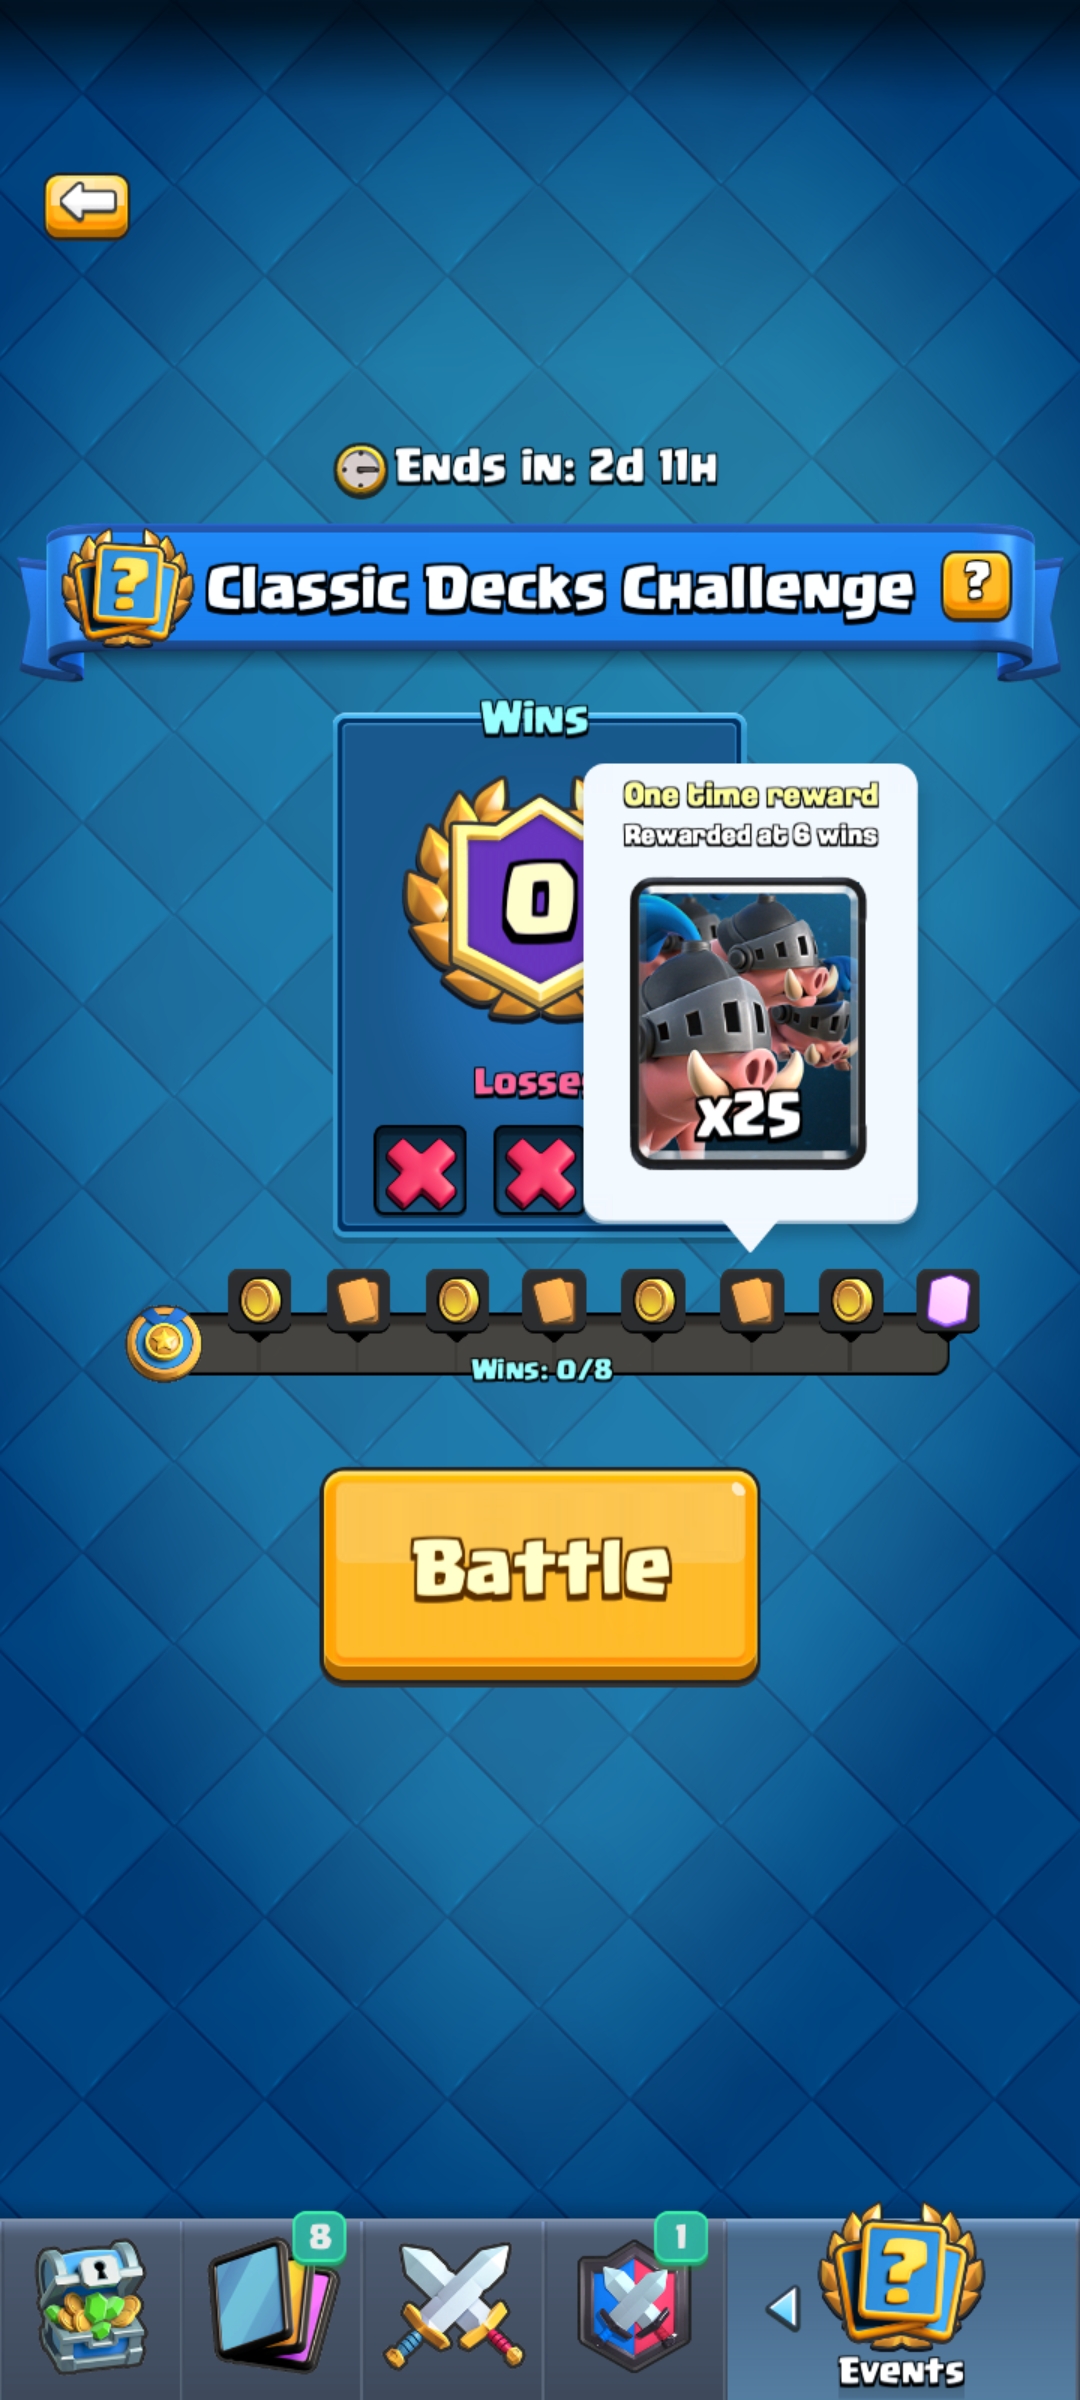 Ends in: 2d 11H
?
Classic Decks Challenge
?
Wins
One time reward
Rewarded at 6 wins
0
x25
Wins: 0/8
Battle
8
1
?
Events